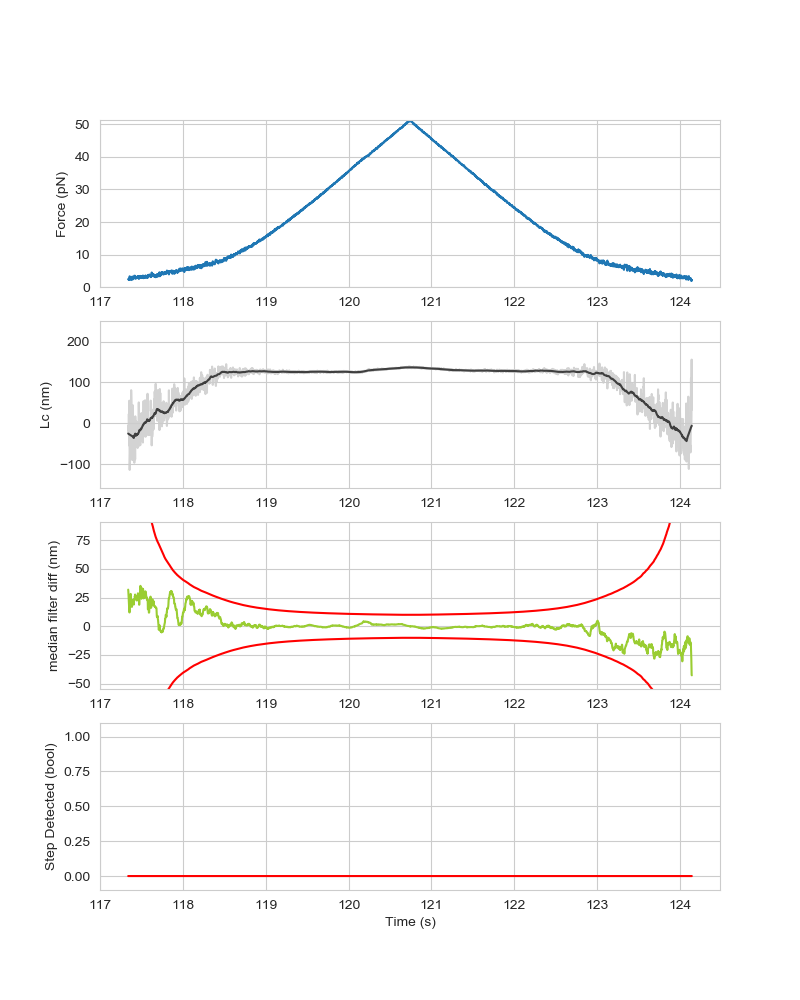 50
40
30
20
10
0
Force (pN)
117 118 119 120 121 122 123 124
200
100
0
−100
Lc (nm)
117 118 119 120 121 122 123 124
75
50
25
0
−25
−50
median filter diff (nm)
117 118 119 120 121 122 123 124
1.00
0.75
0.50
0.25
0.00
Step Detected (bool)
117 118 119 120 121 122 123 124
Time (s)